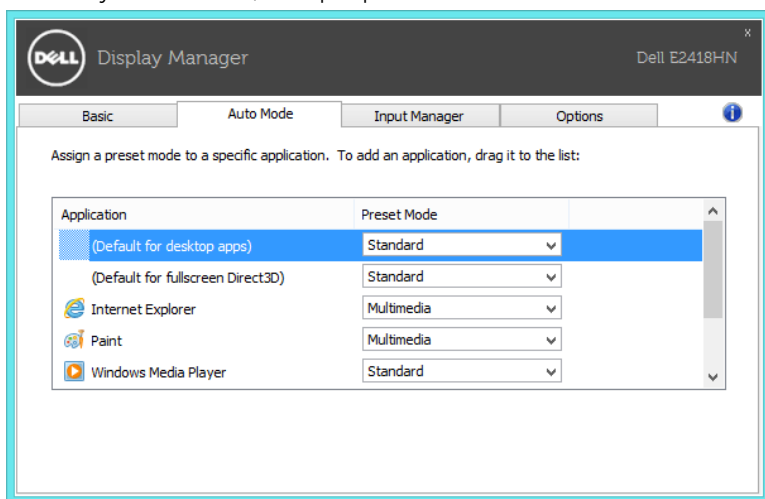 x
DELL Display Manager Dell E2418HN
Basic Auto Mode Input Manager Options i
Assign a preset mode to a specific application. To add an application, drag it to the list:
Application Preset Mode
(Default for desktop apps) Standard
(Default for fullscreen Direct3D) Standard
Internet Explorer Multimedia
Paint Multimedia
Windows Media Player Standard